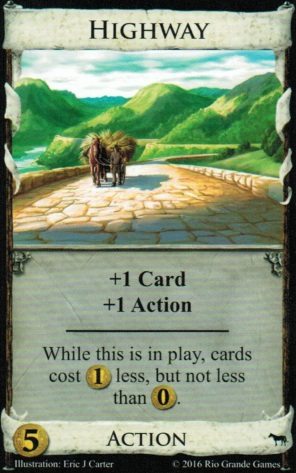 HIGHWAY
+1 Card
+1 Action
While this is in play, cards
cost 1 less, but not less
than 0.
5 ACTION
Illustration: Eric J Carter © 2016 Rio Grande Games